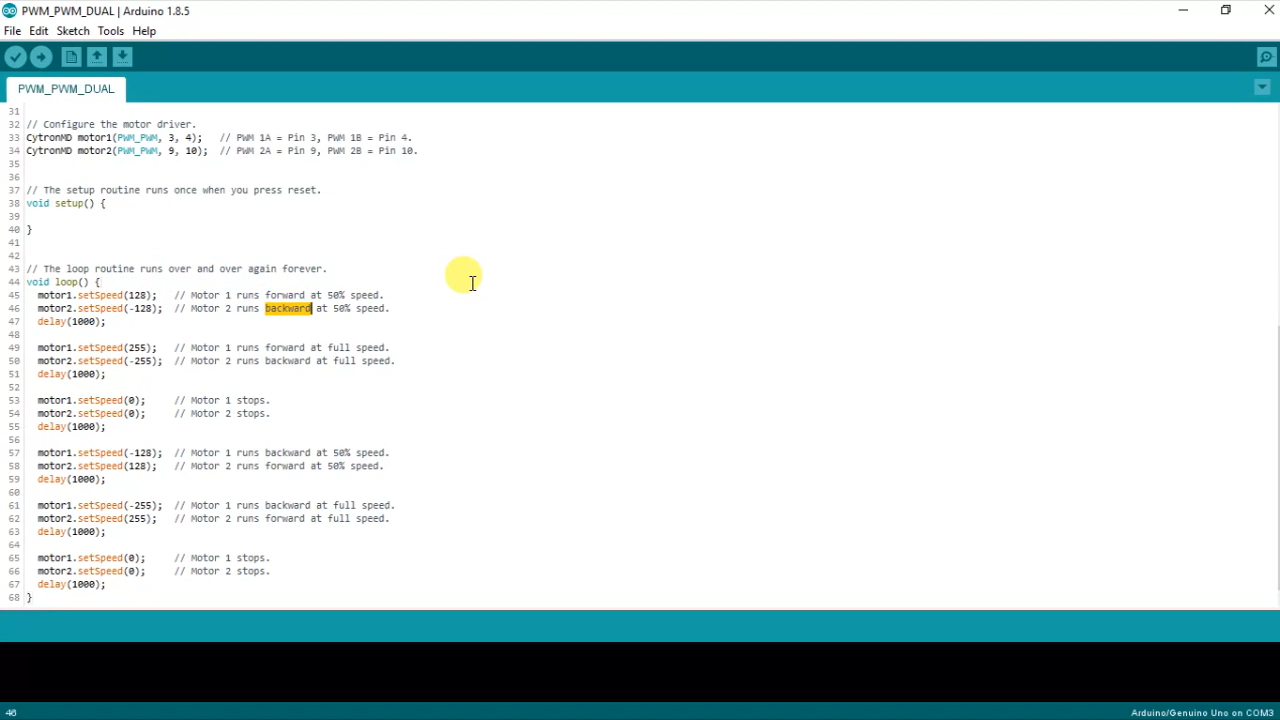 PWM_PWM_DUAL | Arduino 1.8.5
File Edit Sketch Tools Help
PWM_PWM_DUAL
31
32 // Configure the motor driver.
33 CytronMD motor1(PWM_PWM, 3, 4);   // PWM 1A = Pin 3, PWM 1B = Pin 4.
34 CytronMD motor2(PWM_PWM, 9, 10);  // PWM 2A = Pin 9, PWM 2B = Pin 10.
35
36
37 // The setup routine runs once when you press reset.
38 void setup() {
39
40 }
41
42
43 // The loop routine runs over and over again forever.
44 void loop() {
45   motor1.setSpeed(128);   // Motor 1 runs forward at 50% speed.
46   motor2.setSpeed(-128);  // Motor 2 runs backward at 50% speed.
47   delay(1000);
48
49   motor1.setSpeed(255);   // Motor 1 runs forward at full speed.
50   motor2.setSpeed(-255);  // Motor 2 runs backward at full speed.
51   delay(1000);
52
53   motor1.setSpeed(0);     // Motor 1 stops.
54   motor2.setSpeed(0);     // Motor 2 stops.
55   delay(1000);
56
57   motor1.setSpeed(-128);  // Motor 1 runs backward at 50% speed.
58   motor2.setSpeed(128);   // Motor 2 runs forward at 50% speed.
59   delay(1000);
60
61   motor1.setSpeed(-255);  // Motor 1 runs backward at full speed.
62   motor2.setSpeed(255);   // Motor 2 runs forward at full speed.
63   delay(1000);
64
65   motor1.setSpeed(0);     // Motor 1 stops.
66   motor2.setSpeed(0);     // Motor 2 stops.
67   delay(1000);
68 }
46 Arduino/Genuino Uno on COM3